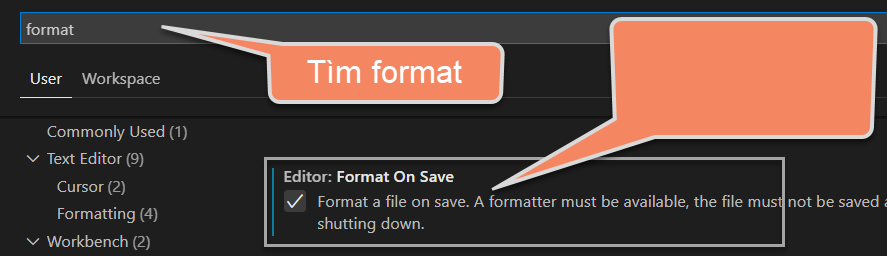 format
Tìm format
User
Workspace
Commonly Used (1)
Text Editor (9)
Cursor (2)
Formatting (4)
Workbench (2)
Editor: Format On Save
Format a file on save. A formatter must be available, the file must not be saved a
shutting down.